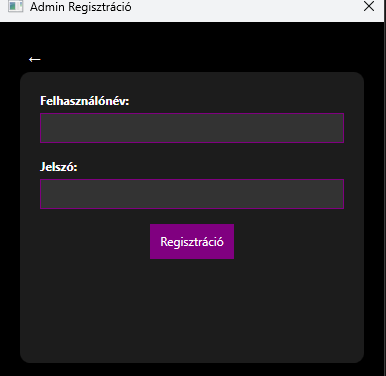 Admin Regisztráció
←
Felhasználónév:
Jelszó:
Regisztráció